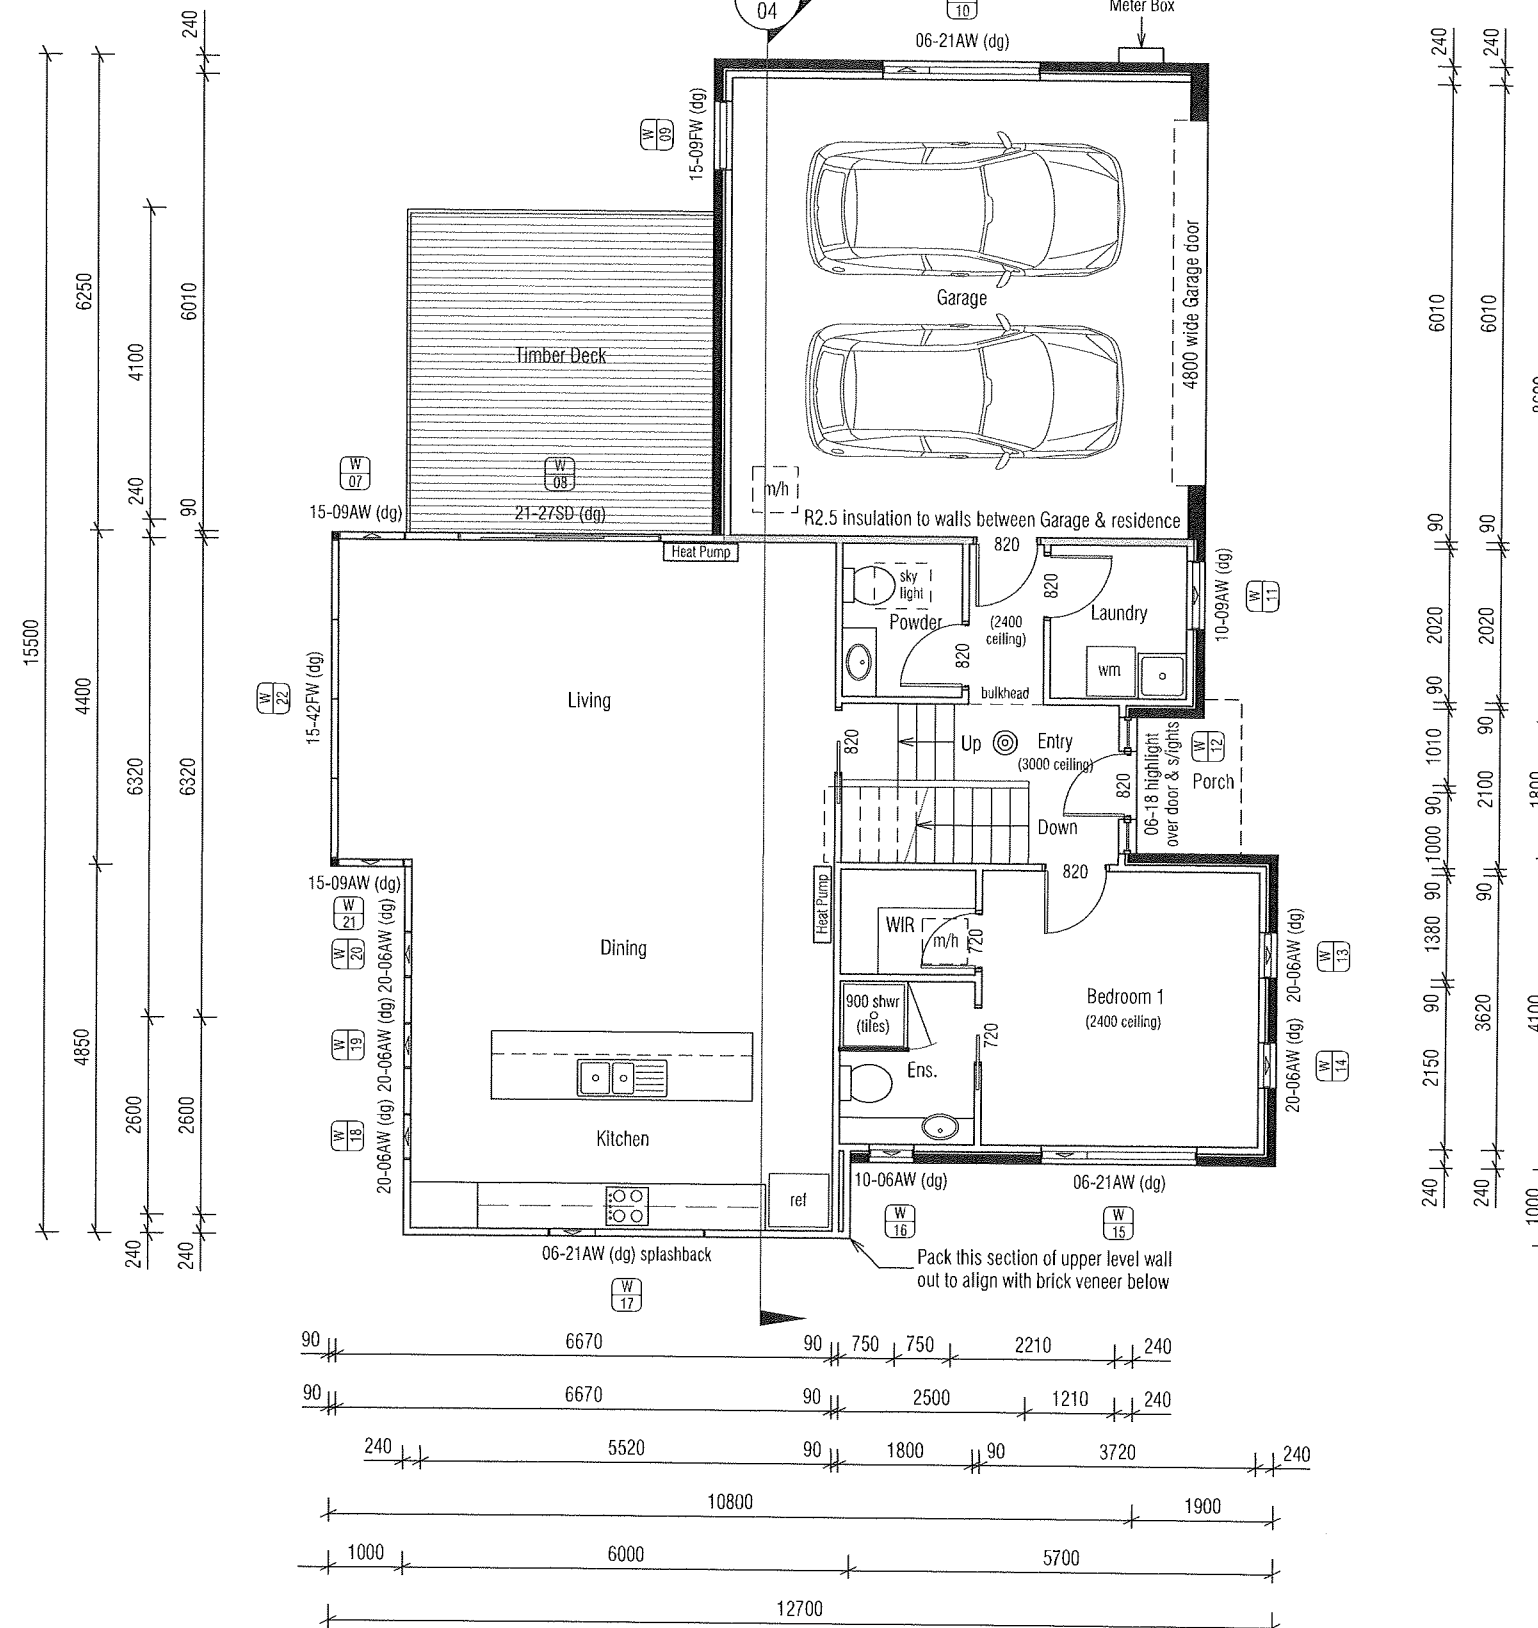 04
10
Meter Box
06-21AW (dg)
240
240
240
W
09
15-09FW (dg)
6250
6010
4100
Garage
4800 wide Garage door
6010
6010
Timber Deck
W
07
W
08
240
90
15-09AW (dg)
21-27SD (dg)
m/h
R2.5 insulation to walls between Garage & residence
90
90
Heat Pump
820
sky
light
Powder
(2400
ceiling)
820
820
Laundry
wm
10-09AW (dg)
W
11
2020
2020
15500
4400
W
22
15-42FW (dg)
Living
bulkhead
90
90
6320
6320
820
Up
Entry
(3000 ceiling)
820
06-18 highlight
over door & s/ights
W
12
Porch
1010
2100
1800
90
1000
Down
15-09AW (dg)
820
90
90
W
21
W
20
20-06AW (dg)
Heat Pump
WIR
m/h
720
20-06AW (dg)
W
13
1380
Dining
Bedroom 1
(2400 ceiling)
900 shwr
(tiles)
720
90
3620
4100
4850
W
19
20-06AW (dg)
Ens.
20-06AW (dg)
W
14
2150
2600
2600
W
18
20-06AW (dg)
Kitchen
ref
10-06AW (dg)
06-21AW (dg)
240
240
1000
W
16
W
15
240
240
06-21AW (dg) splashback
W
17
Pack this section of upper level wall
out to align with brick veneer below
90 6670 90 750 750 2210 240
90 6670 90 2500 1210 240
240 5520 90 1800 90 3720 240
10800 1900
1000 6000 5700
12700